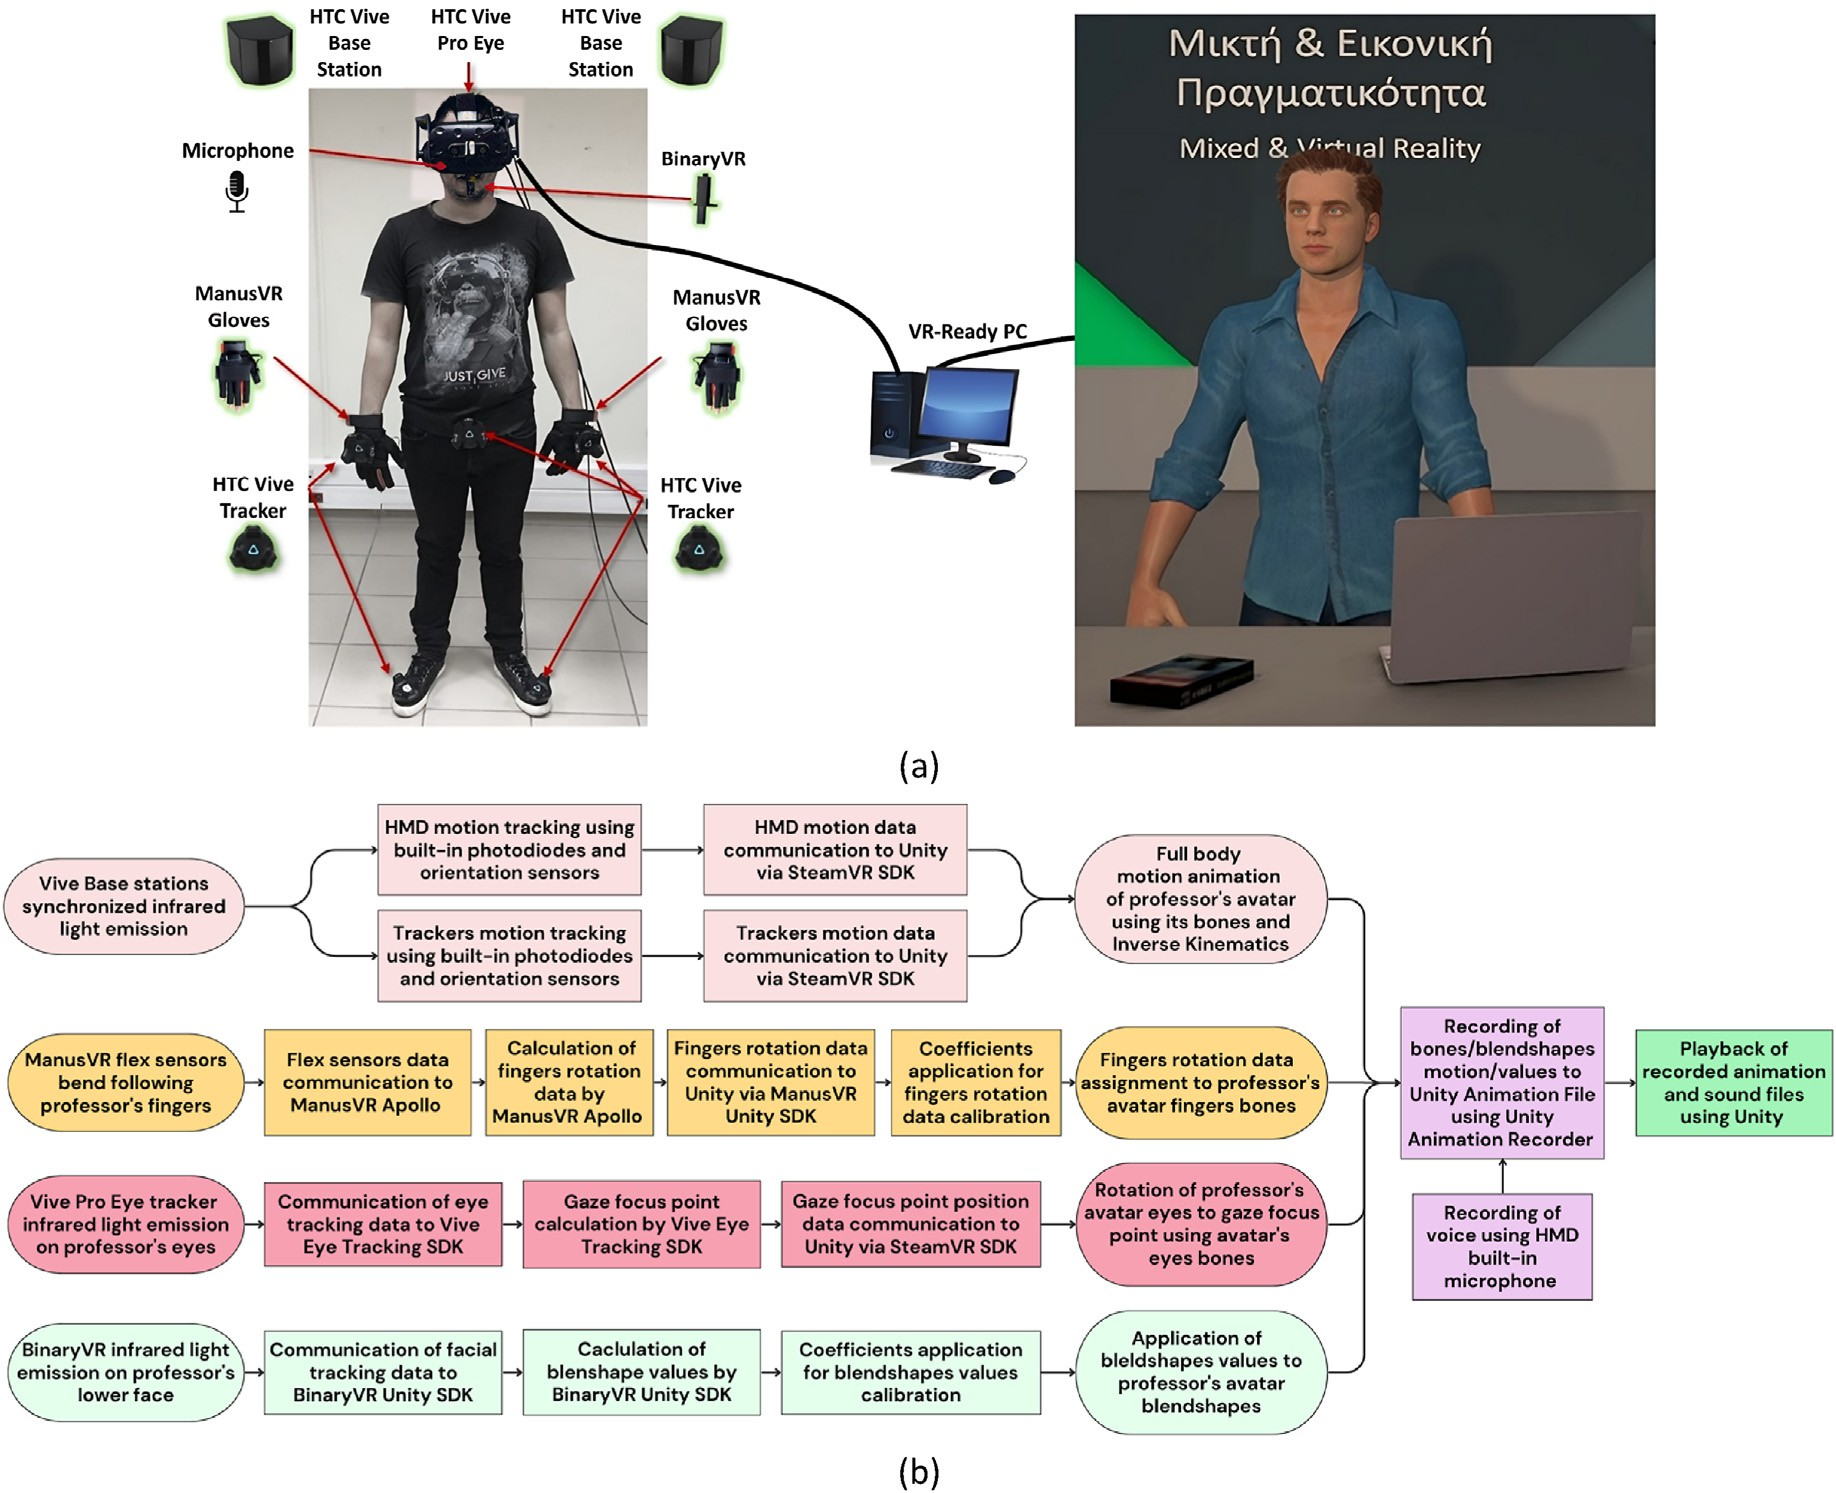 HTC Vive
Base
Station
HTC Vive
Pro Eye
HTC Vive
Base
Station
Microphone
BinaryVR
ManusVR
Gloves
ManusVR
Gloves
JUST GIVE
HTC Vive
Tracker
HTC Vive
Tracker
VR-Ready PC
Μικτή & Εικονική
Πραγματικότητα
Mixed & Virtual Reality
(a)
Vive Base stations
synchronized infrared
light emission
HMD motion tracking using
built-in photodiodes and
orientation sensors
HMD motion data
communication to Unity
via SteamVR SDK
Trackers motion tracking
using built-in photodiodes
and orientation sensors
Trackers motion data
communication to Unity
via SteamVR SDK
Full body
motion animation
of professor's avatar
using its bones and
Inverse Kinematics
ManusVR flex sensors
bend following
professor's fingers
Flex sensors data
communication to
ManusVR Apollo
Calculation of
fingers rotation
data by
ManusVR Apollo
Fingers rotation data
communication to
Unity via ManusVR
Unity SDK
Coefficients
application for
fingers rotation
data calibration
Fingers rotation data
assignment to professor's
avatar fingers bones
Recording of
bones/blendshapes
motion/values to
Unity Animation File
using Unity
Animation Recorder
Playback of
recorded animation
and sound files
using Unity
Vive Pro Eye tracker
infrared light emission
on professor's eyes
Communication of eye
tracking data to Vive
Eye Tracking SDK
Gaze focus point
calculation by Vive Eye
Tracking SDK
Gaze focus point position
data communication to
Unity via SteamVR SDK
Rotation of professor's
avatar eyes to gaze focus
point using avatar's
eyes bones
Recording of
voice using HMD
built-in
microphone
BinaryVR infrared light
emission on professor's
lower face
Communication of facial
tracking data to
BinaryVR Unity SDK
Caclulation of
blenshape values by
BinaryVR Unity SDK
Coefficients application
for blendshapes values
calibration
Application of
bleldshapes values to
professor's avatar
blendshapes
(b)